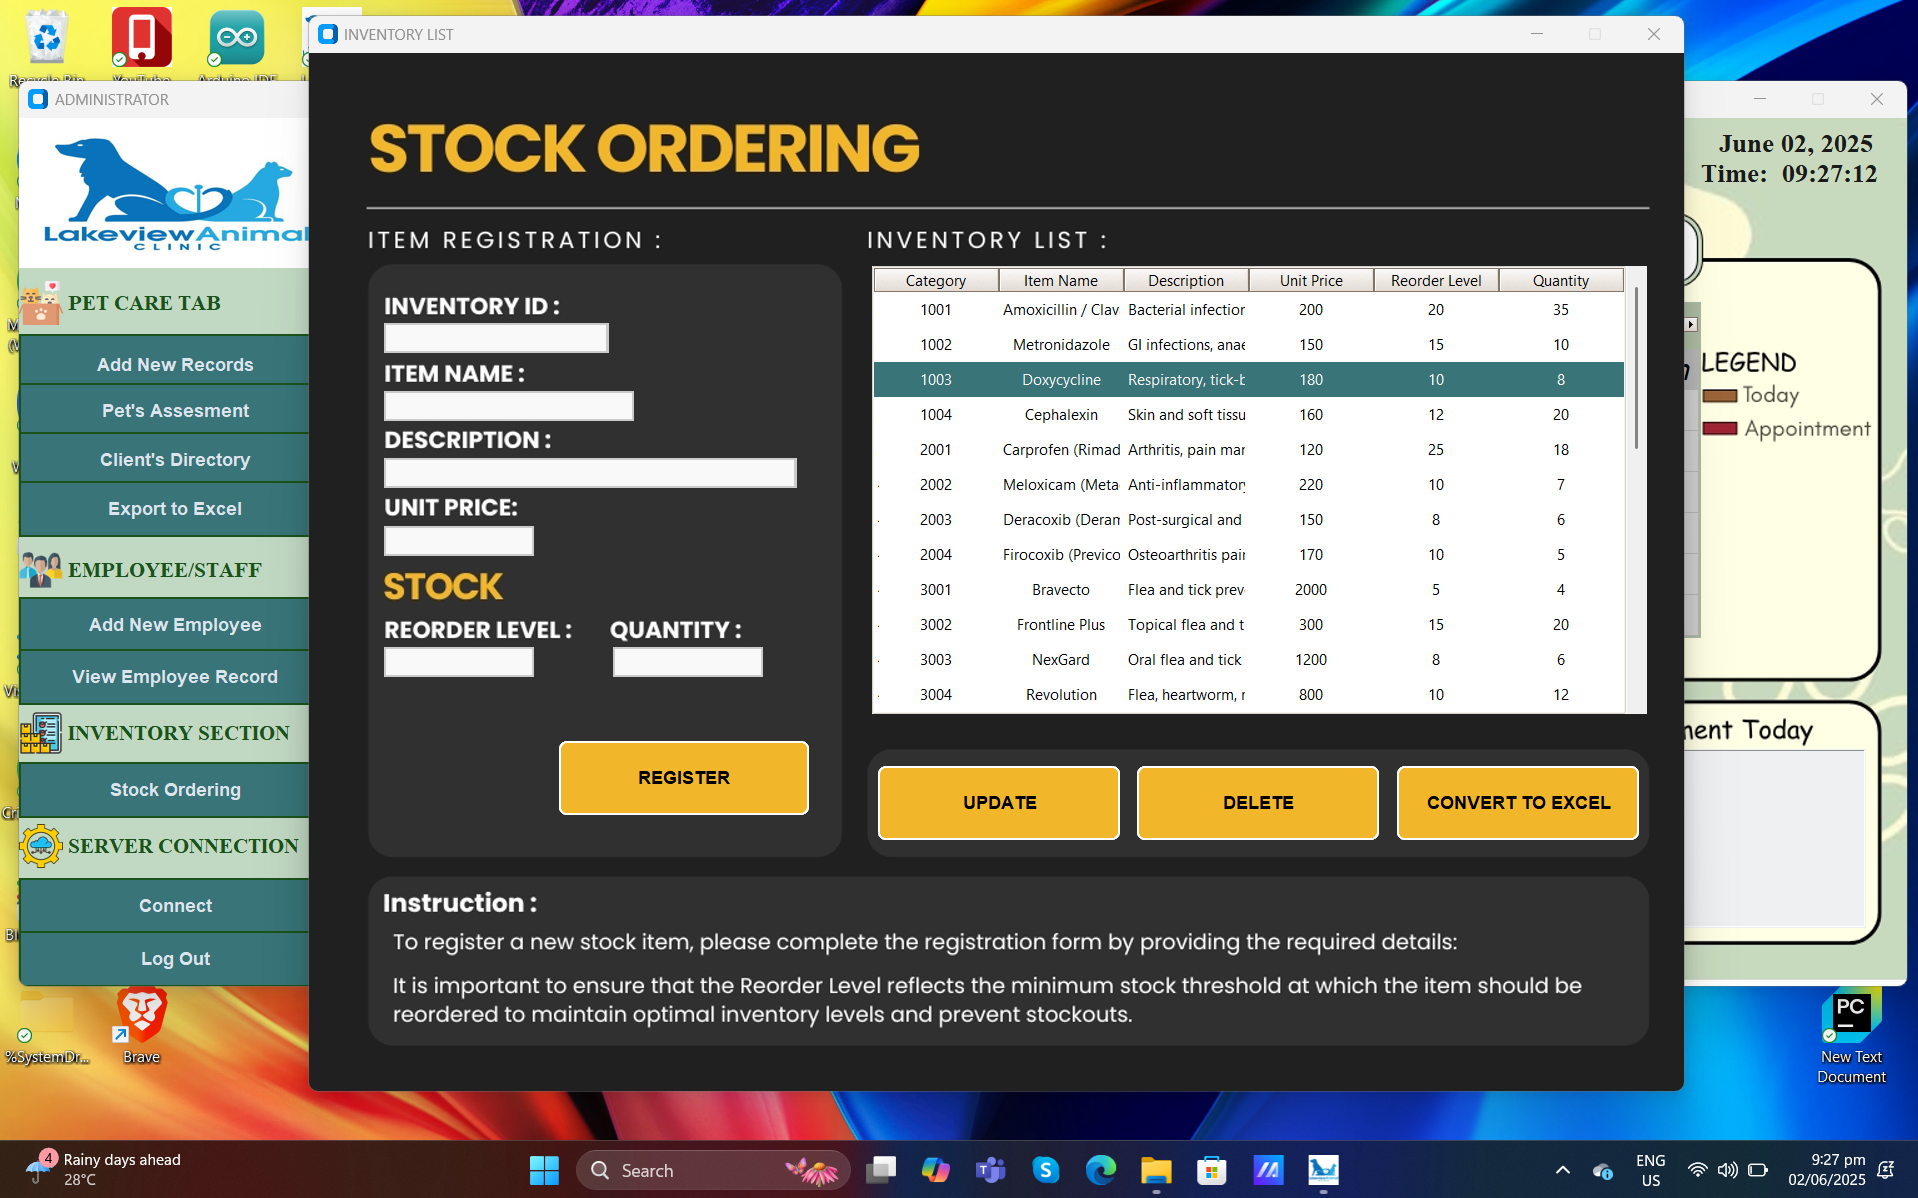 Recycle Bin
YouTube
Arduino IDE
INVENTORY LIST
ADMINISTRATOR
LakeviewAnimal
CLINIC
June 02, 2025
Time: 09:27:12
STOCK ORDERING
ITEM REGISTRATION :
INVENTORY LIST :
INVENTORY ID :
ITEM NAME :
DESCRIPTION :
UNIT PRICE:
STOCK
REORDER LEVEL :
QUANTITY :
REGISTER
Category Item Name Description Unit Price Reorder Level Quantity
1001 Amoxicillin / Clav Bacterial infection 200 20 35
1002 Metronidazole GI infections, anae 150 15 10
1003 Doxycycline Respiratory, tick-b 180 10 8
1004 Cephalexin Skin and soft tissu 160 12 20
2001 Carprofen (Rimad Arthritis, pain mar 120 25 18
2002 Meloxicam (Meta Anti-inflammatory 220 10 7
2003 Deracoxib (Deram Post-surgical and 150 8 6
2004 Firocoxib (Previco Osteoarthritis pain 170 10 5
3001 Bravecto Flea and tick prev 2000 5 4
3002 Frontline Plus Topical flea and t 300 15 20
3003 NexGard Oral flea and tick 1200 8 6
3004 Revolution Flea, heartworm, r 800 10 12
UPDATE
DELETE
CONVERT TO EXCEL
Instruction :
To register a new stock item, please complete the registration form by providing the required details:
It is important to ensure that the Reorder Level reflects the minimum stock threshold at which the item should be
reordered to maintain optimal inventory levels and prevent stockouts.
PET CARE TAB
Add New Records
Pet's Assesment
Client's Directory
Export to Excel
EMPLOYEE/STAFF
Add New Employee
View Employee Record
INVENTORY SECTION
Stock Ordering
SERVER CONNECTION
Connect
Log Out
LEGEND
Today
Appointment
ment Today
%SystemDr...
Brave
PC
New Text
Document
4
Rainy days ahead
28°C
Search
ENG
US
9:27 pm
02/06/2025